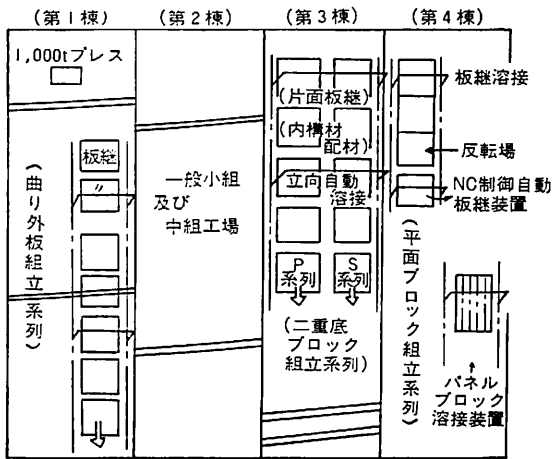 (第1棟)
(第2棟)
(第3棟)
(第4棟)
1,000tプレス
板継
〃
(曲り外板組立系列)
一般小組
及び
中組工場
(片面板継)
(内構材
配材)
立向自動
溶接
P
系列
S
系列
(二重底
ブロック
組立系列)
板継溶接
反転場
NC制御自動
板継装置
(平面ブロック組立系列)
パネル
ブロック
溶接装置